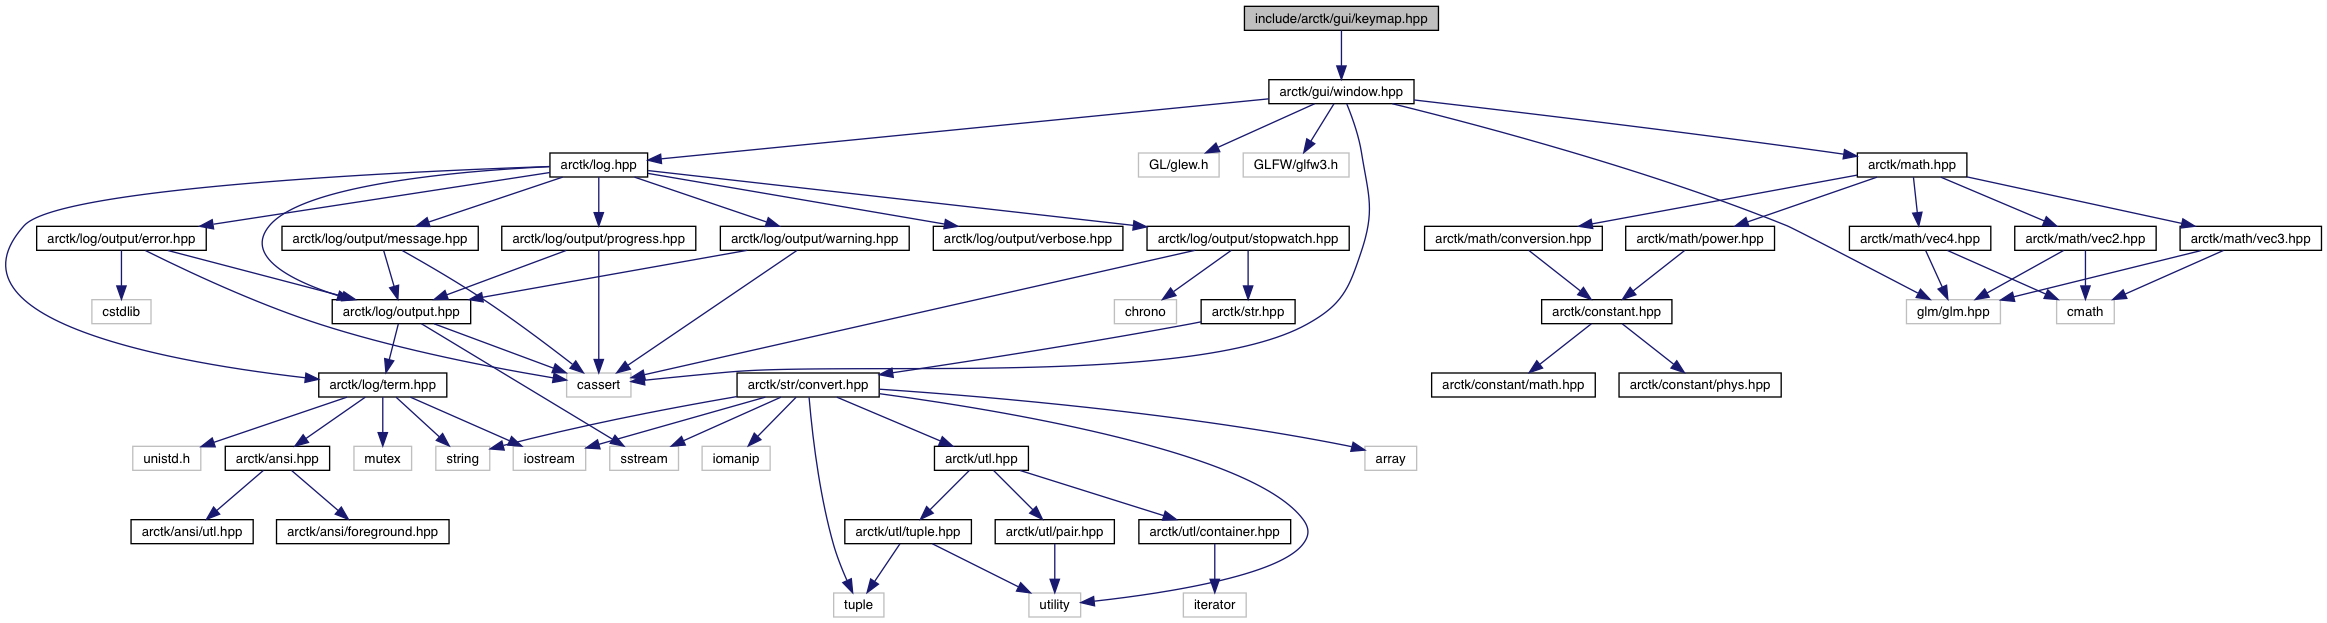 include/arctk/gui/keymap.hpp
arctk/gui/window.hpp
arctk/log.hpp
GL/glew.h
GLFW/glfw3.h
arctk/math.hpp
arctk/log/output/error.hpp
arctk/log/output/message.hpp
arctk/log/output/progress.hpp
arctk/log/output/warning.hpp
arctk/log/output/verbose.hpp
arctk/log/output/stopwatch.hpp
arctk/math/conversion.hpp
arctk/math/power.hpp
arctk/math/vec4.hpp
arctk/math/vec2.hpp
arctk/math/vec3.hpp
cstdlib
arctk/log/output.hpp
chrono
arctk/str.hpp
arctk/constant.hpp
glm/glm.hpp
cmath
arctk/log/term.hpp
cassert
arctk/str/convert.hpp
arctk/constant/math.hpp
arctk/constant/phys.hpp
unistd.h
arctk/ansi.hpp
mutex
string
iostream
sstream
iomanip
arctk/utl.hpp
array
arctk/ansi/utl.hpp
arctk/ansi/foreground.hpp
arctk/utl/tuple.hpp
arctk/utl/pair.hpp
arctk/utl/container.hpp
tuple
utility
iterator